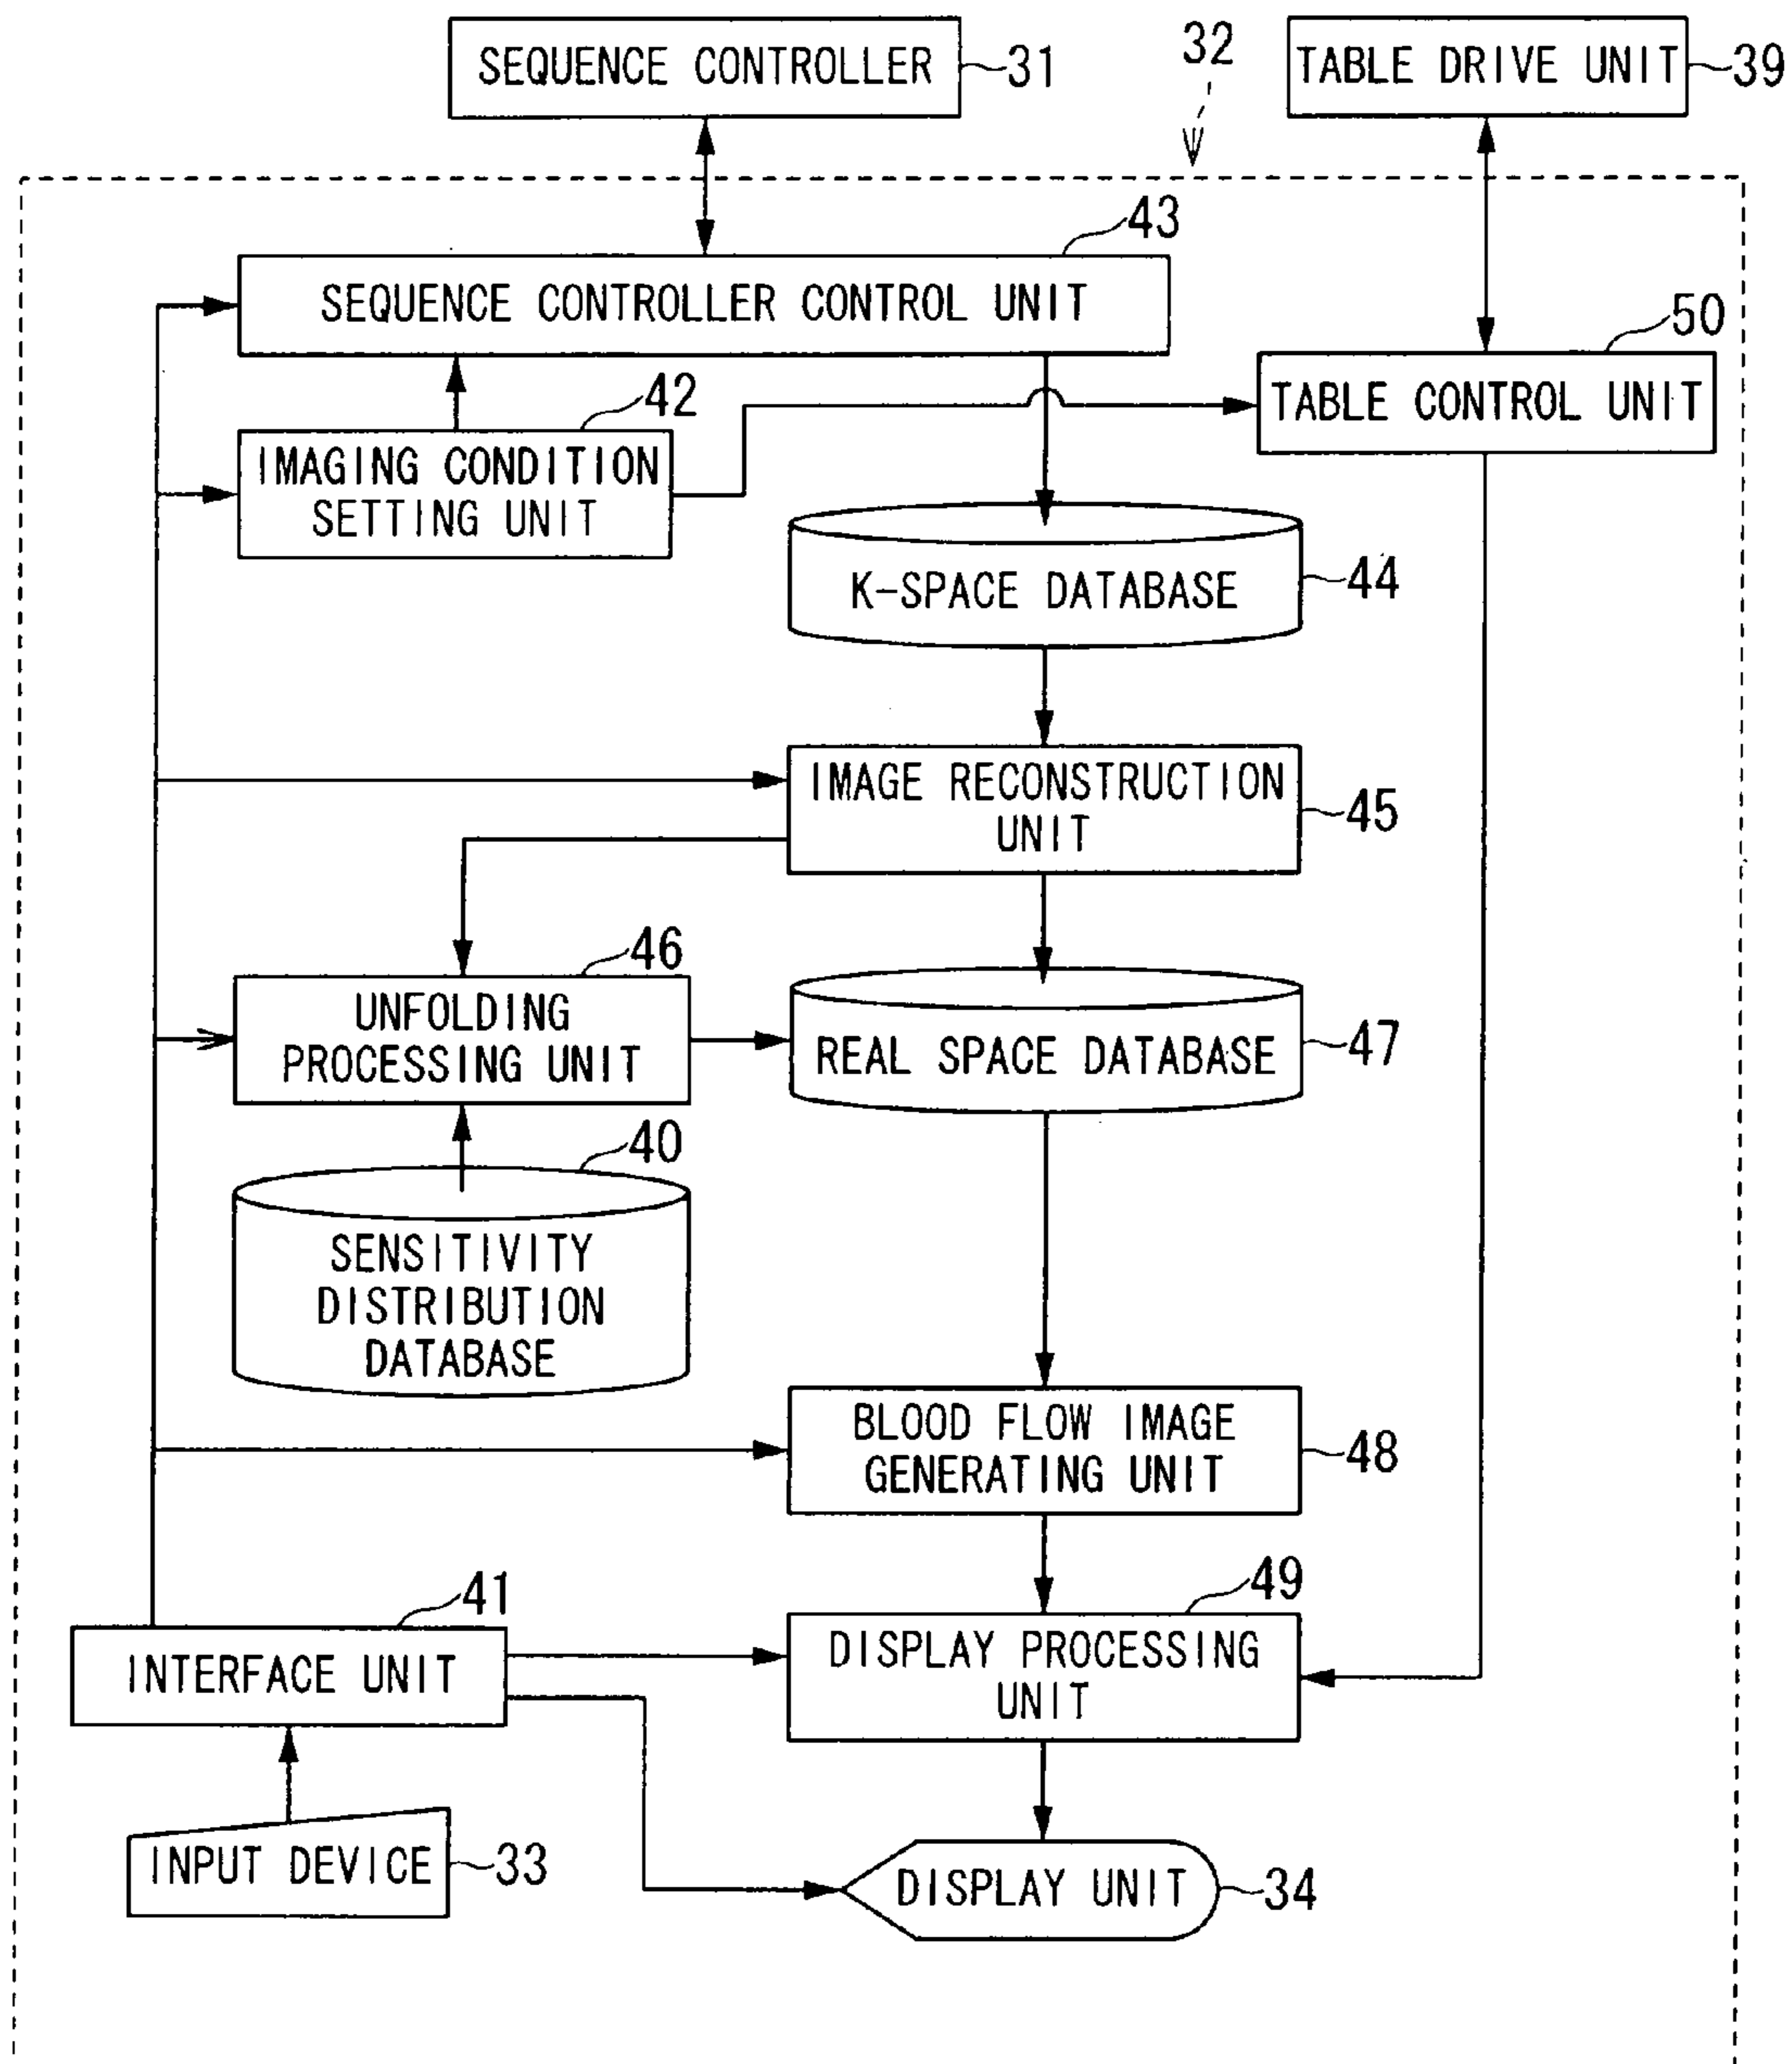 SEQUENCE CONTROLLER
31
32
TABLE DRIVE UNIT
39
43
SEQUENCE CONTROLLER CONTROL UNIT
50
TABLE CONTROL UNIT
42
IMAGING CONDITION
SETTING UNIT
K-SPACE DATABASE
44
IMAGE RECONSTRUCTION
UNIT
45
46
UNFOLDING
PROCESSING UNIT
REAL SPACE DATABASE
47
40
SENSITIVITY
DISTRIBUTION
DATABASE
BLOOD FLOW IMAGE
GENERATING UNIT
48
41
INTERFACE UNIT
49
DISPLAY PROCESSING
UNIT
INPUT DEVICE
33
DISPLAY UNIT
34